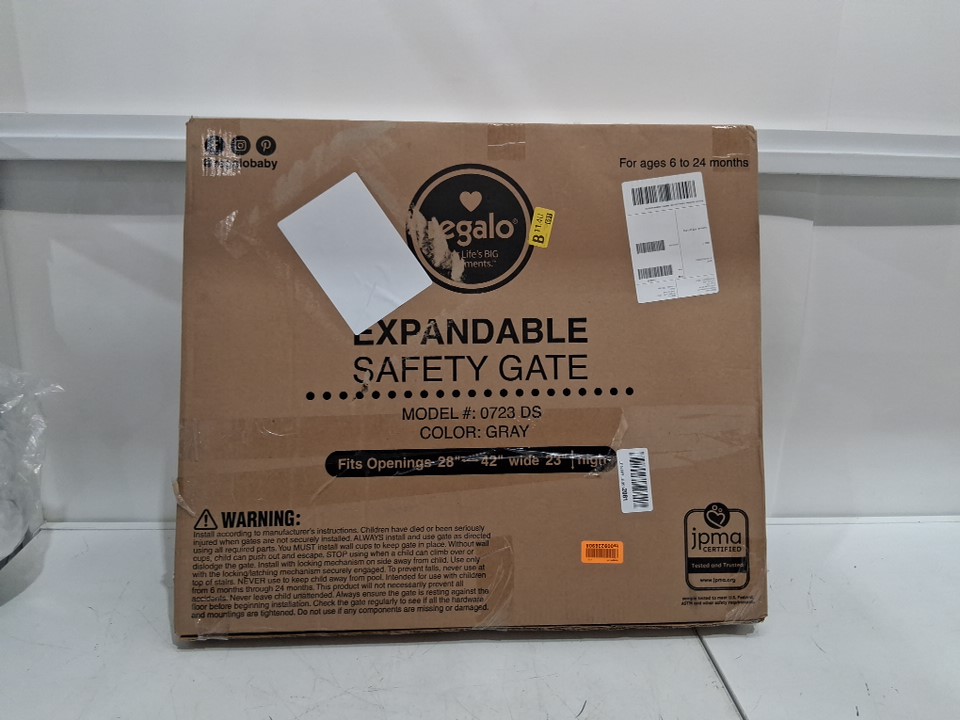 For ages 6 to 24 months
regalo®
Life's BIG
B 11.47
EXPANDABLE
SAFETY GATE
MODEL #: 0723 DS
COLOR: GRAY
Fits Openings 28" - 42" wide 23" high
WARNING:
Install according to manufacturer's instructions. Children have died or been seriously
injured when gates are not securely installed. ALWAYS install and use gate as directed
using all required parts. You MUST install wall cups to keep gate in place. Without wall
cups, child can push out and escape. STOP using when a child can climb over or
dislodge the gate. Install with locking mechanism on side away from child. Use only
with the locking/latching mechanism securely engaged. To prevent falls, never use at
top of stairs. NEVER use to keep child away from pool. Intended for use with children
from 6 months through 24 months. This product will not necessarily prevent all
accidents. Never leave child unattended. Always ensure the gate is resting against the
floor before beginning installation. Check the gate regularly to see if all the hardware
and mountings are tightened. Do not use if any components are missing or damaged.
jpma
CERTIFIED
Tested and Trusted
www.jpma.org